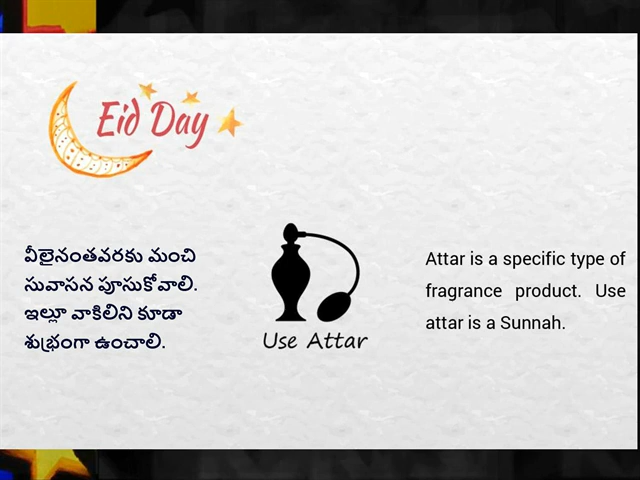 Eid Day
వీలైనంతవరకు మంచి
సువాసన పూసుకోవాలి.
ఇల్లూ వాకిలిని కూడా
శుభ్రంగా ఉంచాలి.
Use Attar
Attar is a specific type of
fragrance product. Use
attar is a Sunnah.